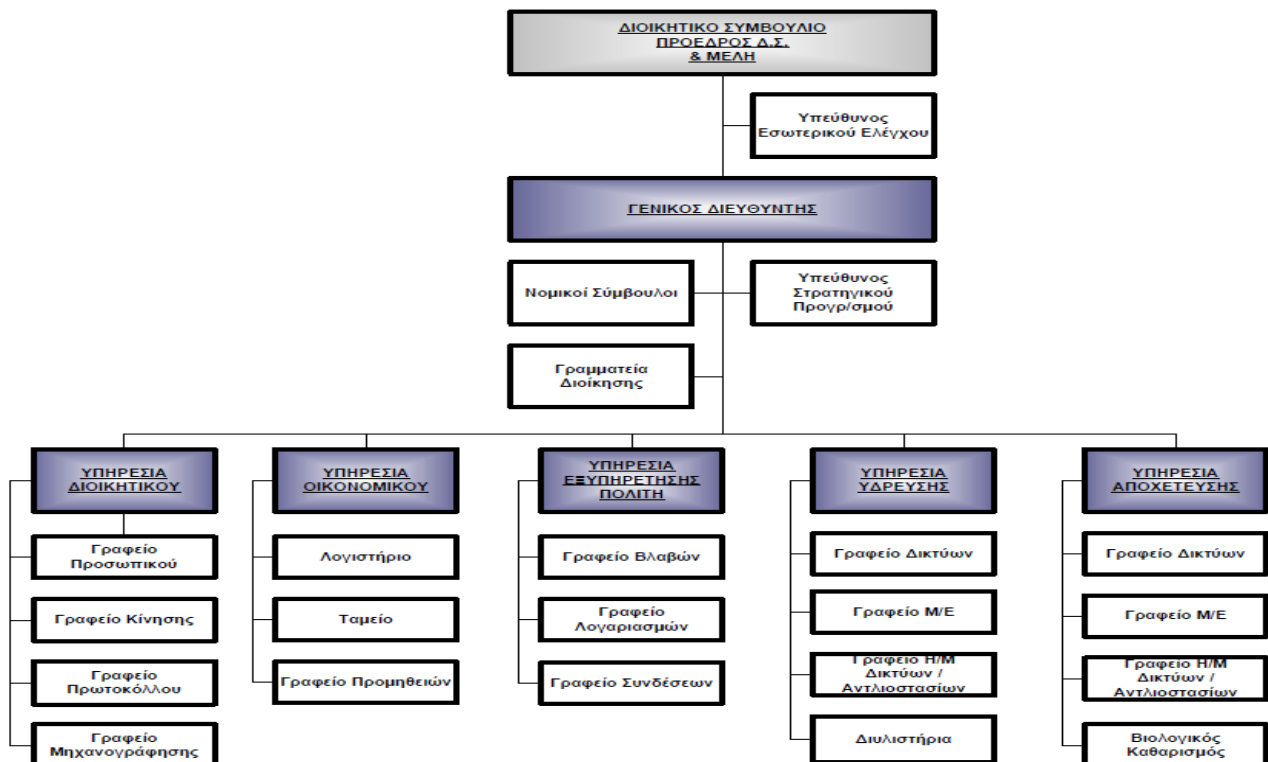 ΔΙΟΙΚΗΤΙΚΟ ΣΥΜΒΟΥΛΙΟ
ΠΡΟΕΔΡΟΣ Δ.Σ.
& ΜΕΛΗ
Υπεύθυνος
Εσωτερικού Ελέγχου
ΓΕΝΙΚΟΣ ΔΙΕΥΘΥΝΤΗΣ
Νομικοί Σύμβουλοι
Υπεύθυνος
Στρατηγικού
Προγρ/σμού
Γραμματεία
Διοίκησης
ΥΠΗΡΕΣΙΑ
ΔΙΟΙΚΗΤΙΚΟΥ
Γραφείο
Προσωπικού
Γραφείο Κίνησης
Γραφείο
Πρωτοκόλλου
Γραφείο
Μηχανογράφησης
ΥΠΗΡΕΣΙΑ
ΟΙΚΟΝΟΜΙΚΟΥ
Λογιστήριο
Ταμείο
Γραφείο Προμηθειών
ΥΠΗΡΕΣΙΑ
ΕΞΥΠΗΡΕΤΗΣΗΣ
ΠΟΛΙΤΗ
Γραφείο Βλαβών
Γραφείο
Λογαριασμών
Γραφείο Συνδέσεων
ΥΠΗΡΕΣΙΑ
ΥΔΡΕΥΣΗΣ
Γραφείο Δικτύων
Γραφείο Μ/Ε
Γραφείο Η/Μ
Δικτύων /
Αντλιοστασίων
Διυλιστήρια
ΥΠΗΡΕΣΙΑ
ΑΠΟΧΕΤΕΥΣΗΣ
Γραφείο Δικτύων
Γραφείο Μ/Ε
Γραφείο Η/Μ
Δικτύων /
Αντλιοστασίων
Βιολογικός
Καθαρισμός